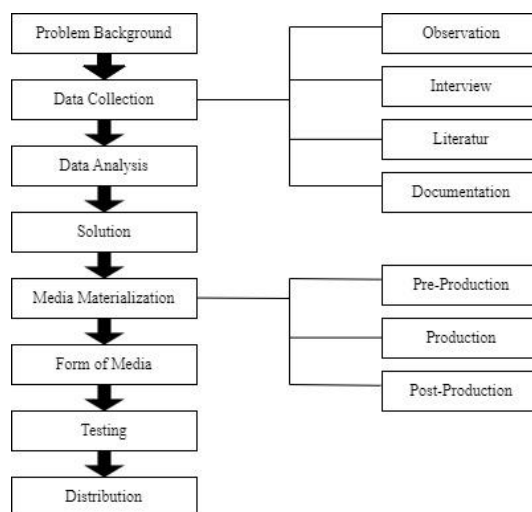 Problem Background
Data Collection
Data Analysis
Solution
Media Materialization
Form of Media
Testing
Distribution
Observation
Interview
Literatur
Documentation
Pre-Production
Production
Post-Production